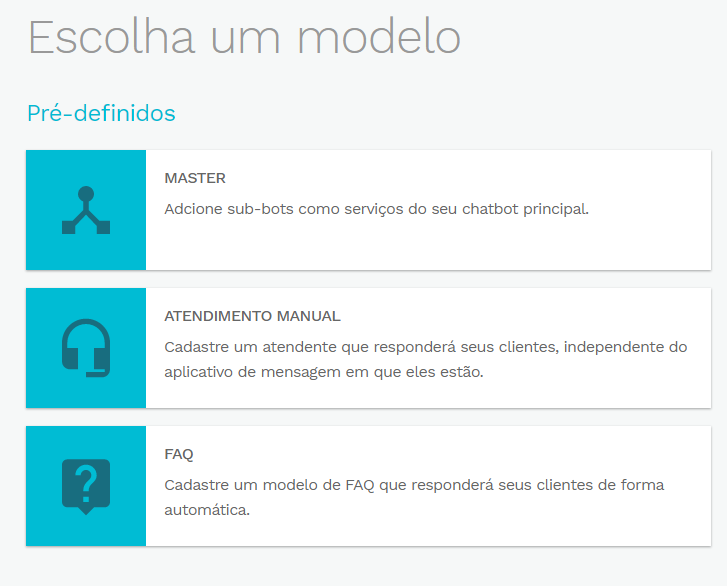 Escolha um modelo
Pré-definidos
MASTER
Adcione sub-bots como serviços do seu chatbot principal.
ATENDIMENTO MANUAL
Cadastre um atendente que responderá seus clientes, independente do
aplicativo de mensagem em que eles estão.
FAQ
Cadastre um modelo de FAQ que responderá seus clientes de forma
automática.